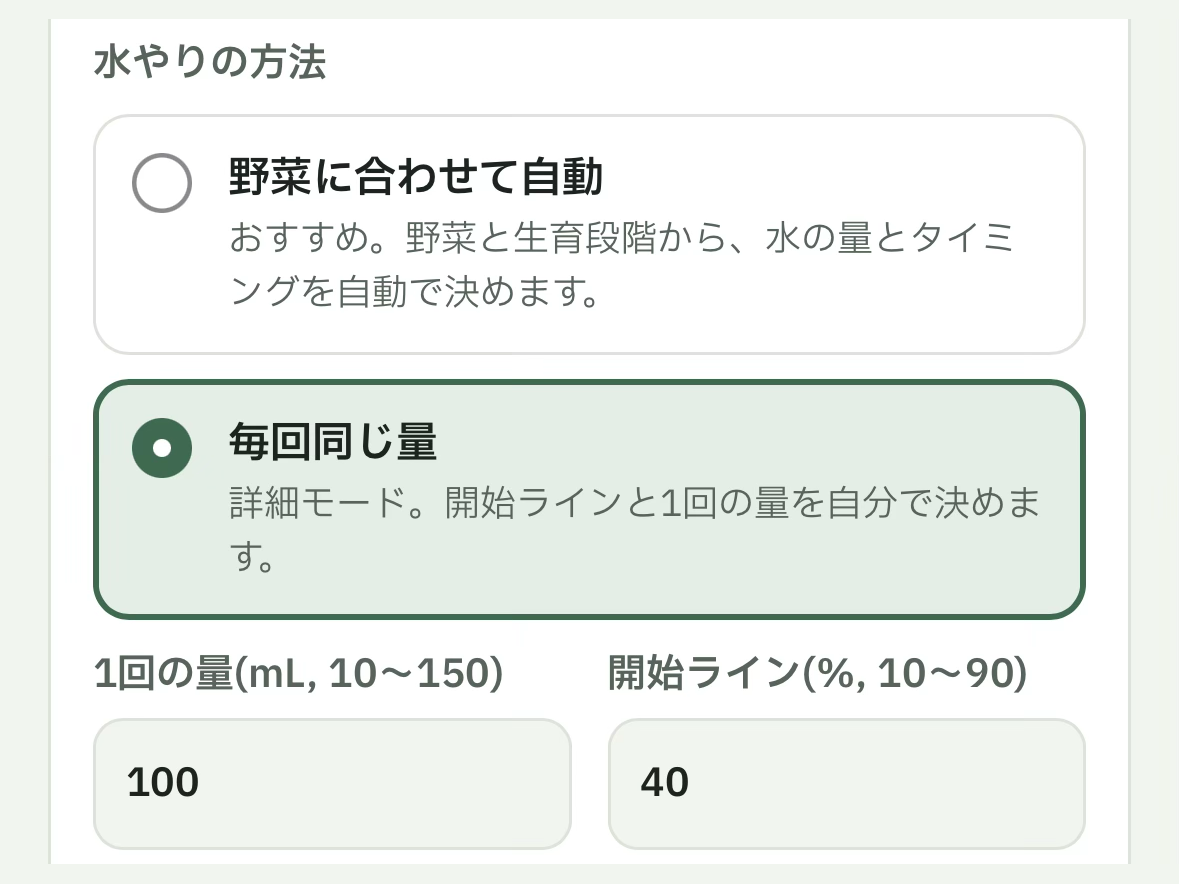 水やりの方法
野菜に合わせて自動
おすすめ。野菜と生育段階から、水の量とタイミ
ングを自動で決めます。
毎回同じ量
詳細モード。開始ラインと1回の量を自分で決めま
す。
1回の量(mL, 10〜150)
開始ライン(%, 10〜90)
100
40